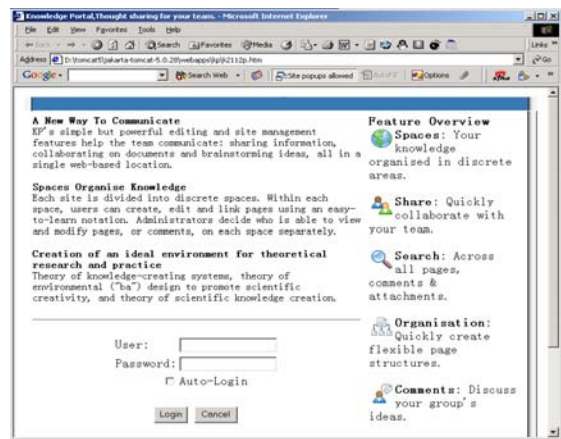 Knowledge Portal,Thought sharing for your teams. - Microsoft Internet Explorer
File Edit View Favorites Tools Help
Search Favorites Media Links
Address D:\tomcat5\jakarta-tomcat-5.0.28\webapps\kp\k2112p.htm Go
Google Search Web Site popups allowed Options
A New Way To Communicate
KP's simple but powerful editing and site management
features help the team communicate: sharing information,
collaborating on documents and brainstorming ideas, all in a
single web-based location.
Spaces Organise Knowledge
Each site is divided into discrete spaces. Within each
space, users can create, edit and link pages using an easy-
to-learn notation. Administrators decide who is able to view
and modify pages, or comments, on each space separately.
Creation of an ideal environment for theoretical
research and practice
Theory of knowledge-creating systems, theory of
environmental ("ba") design to promote scientific
creativity, and theory of scientific knowledge creation.
User:
Password:
Auto-Login
Login Cancel
Feature Overview
Spaces: Your
knowledge
organised in discrete
areas.
Share: Quickly
collaborate with
your team.
Search: Across
all pages,
comments &
attachments.
Organisation:
Quickly create
flexible page
structures.
Comments: Discuss
your group's
ideas.